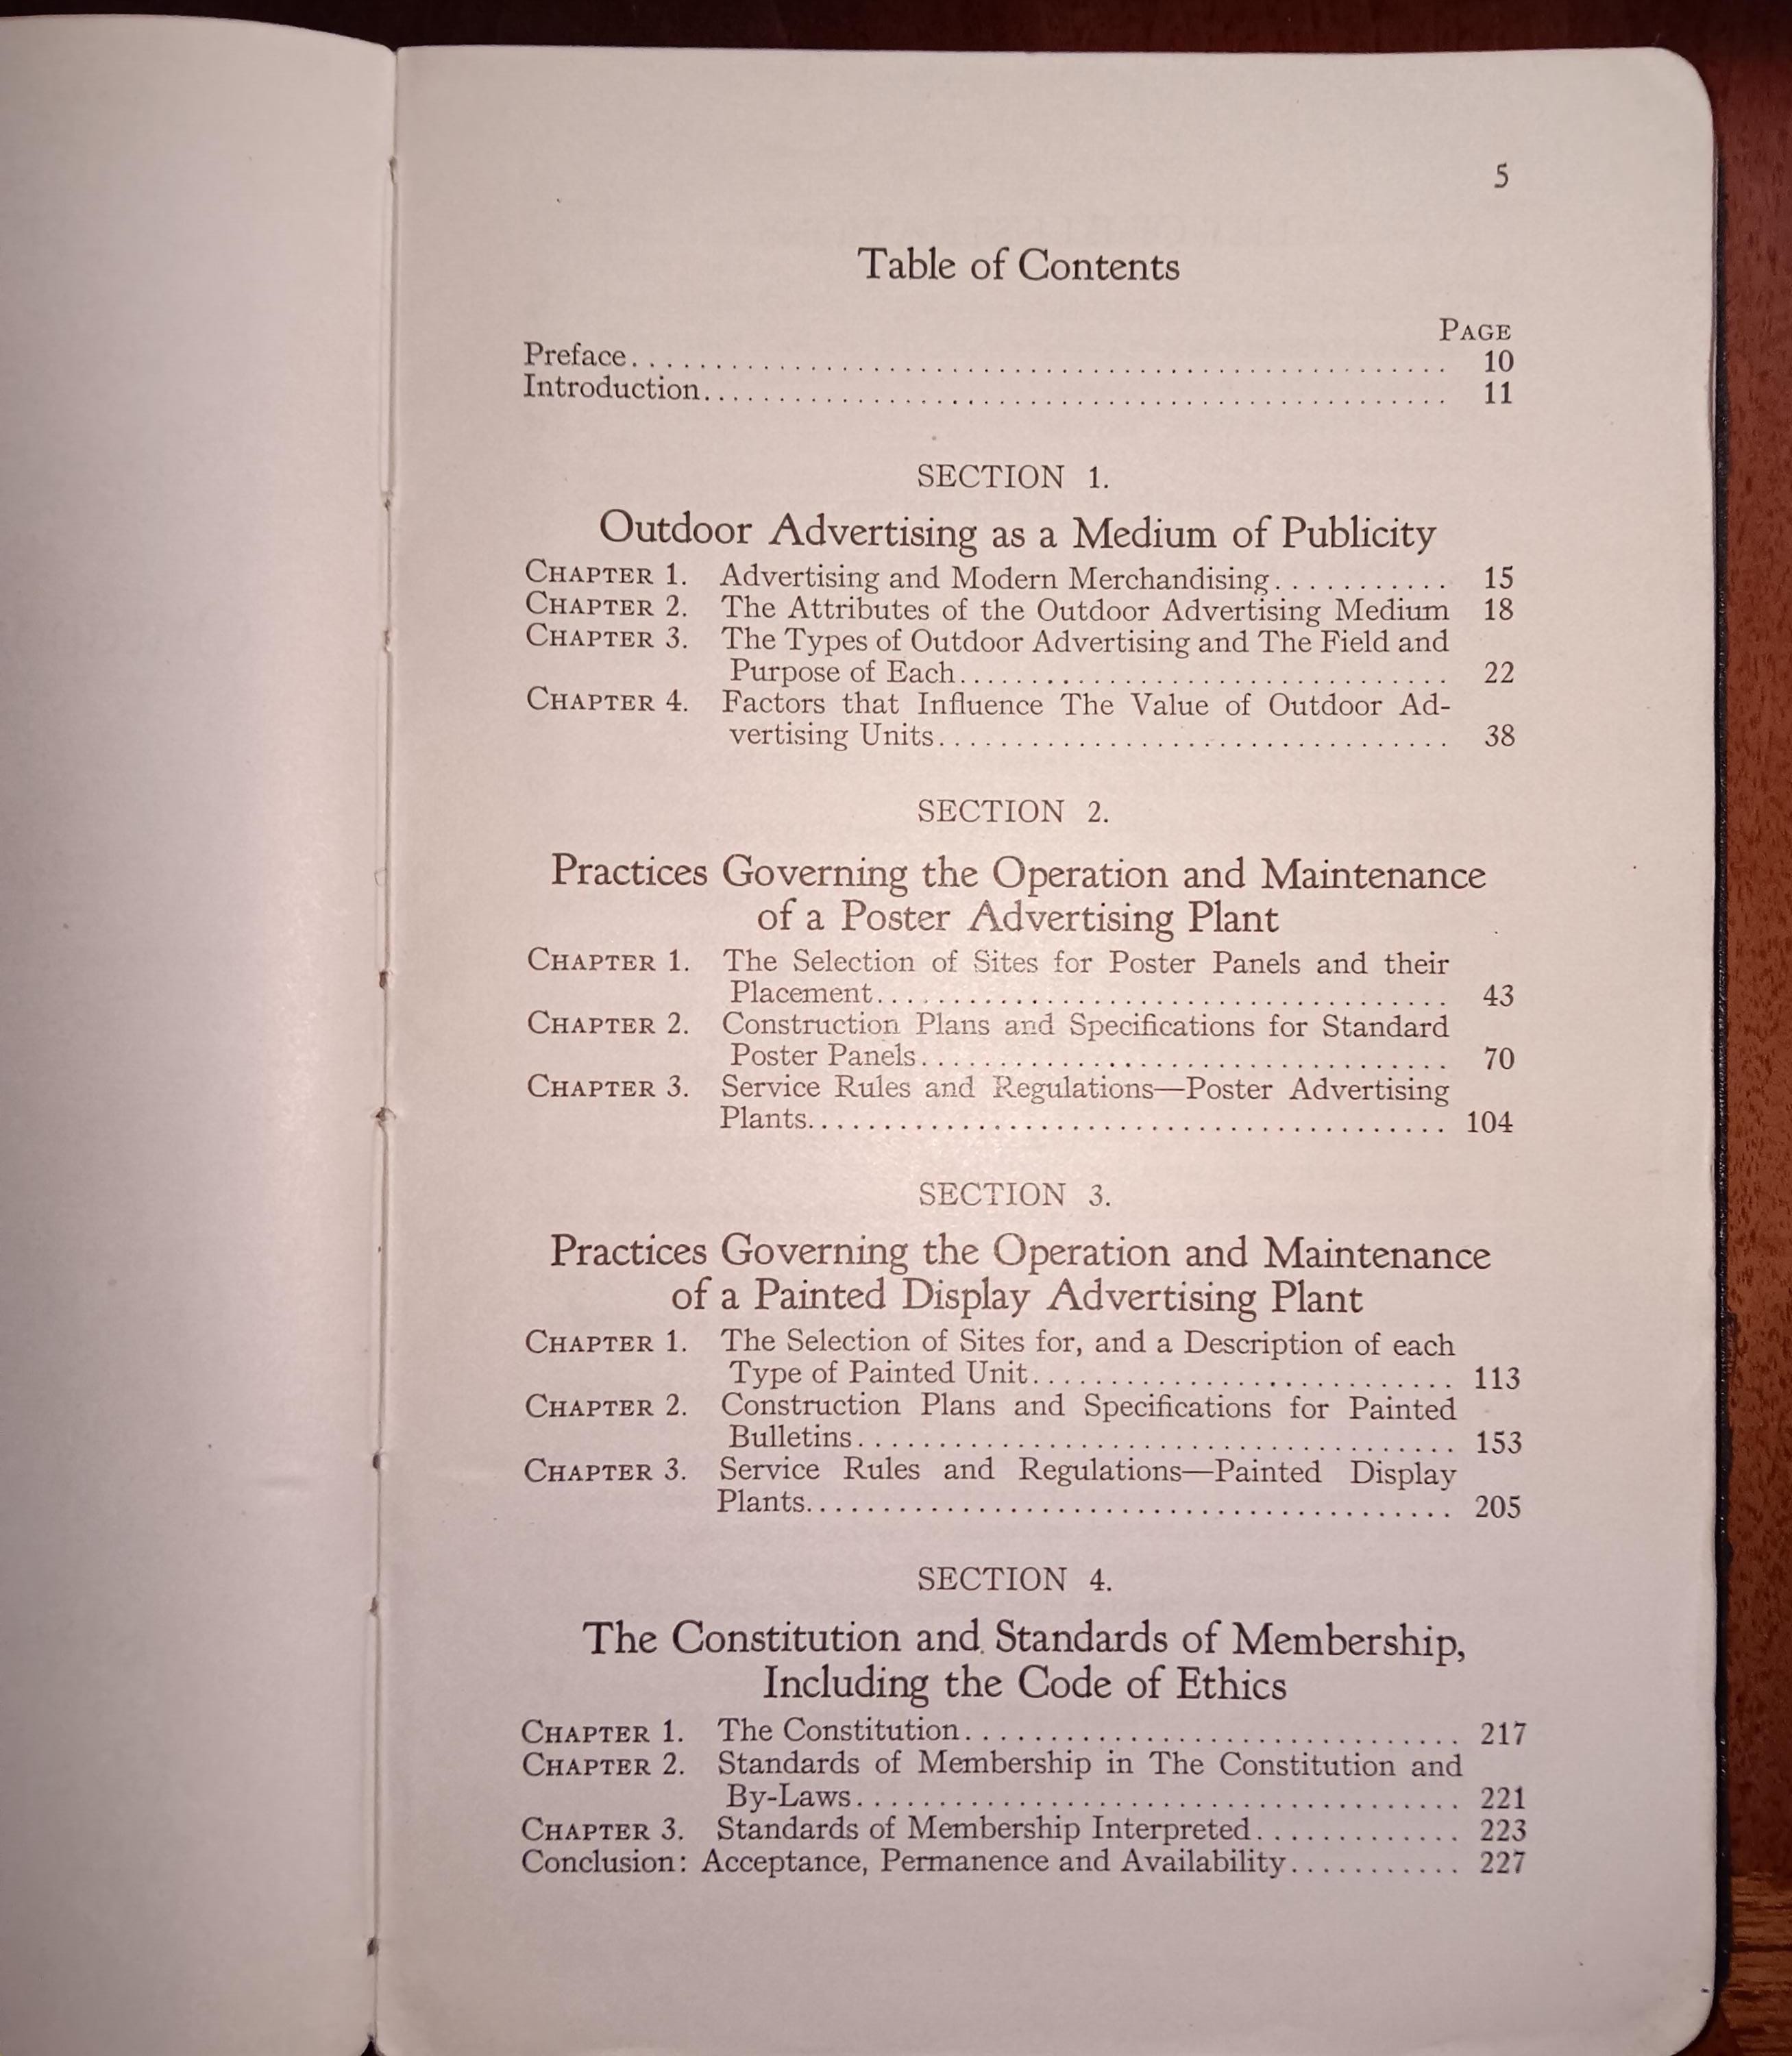 5
Table of Contents
PAGE
Preface. . . . . . . . . . . . . . . . . . . . . . . . . . . . . . . . . . . . . . . . . . . . . . . . . . . . . 10
Introduction. . . . . . . . . . . . . . . . . . . . . . . . . . . . . . . . . . . . . . . . . . . . . . . . 11
SECTION 1.
Outdoor Advertising as a Medium of Publicity
CHAPTER 1. Advertising and Modern Merchandising. . . . . . . . . . . . 15
CHAPTER 2. The Attributes of the Outdoor Advertising Medium 18
CHAPTER 3. The Types of Outdoor Advertising and The Field and
Purpose of Each. . . . . . . . . . . . . . . . . . . . . . . . . . . . . . . . 22
CHAPTER 4. Factors that Influence The Value of Outdoor Ad-
vertising Units. . . . . . . . . . . . . . . . . . . . . . . . . . . . . . . . . 38
SECTION 2.
Practices Governing the Operation and Maintenance
of a Poster Advertising Plant
CHAPTER 1. The Selection of Sites for Poster Panels and their
Placement. . . . . . . . . . . . . . . . . . . . . . . . . . . . . . . . . . . . . 43
CHAPTER 2. Construction Plans and Specifications for Standard
Poster Panels. . . . . . . . . . . . . . . . . . . . . . . . . . . . . . . . . . 70
CHAPTER 3. Service Rules and Regulations—Poster Advertising
Plants. . . . . . . . . . . . . . . . . . . . . . . . . . . . . . . . . . . . . . . . . 104
SECTION 3.
Practices Governing the Operation and Maintenance
of a Painted Display Advertising Plant
CHAPTER 1. The Selection of Sites for, and a Description of each
Type of Painted Unit. . . . . . . . . . . . . . . . . . . . . . . . . . . 113
CHAPTER 2. Construction Plans and Specifications for Painted
Bulletins. . . . . . . . . . . . . . . . . . . . . . . . . . . . . . . . . . . . . . . 153
CHAPTER 3. Service Rules and Regulations—Painted Display
Plants. . . . . . . . . . . . . . . . . . . . . . . . . . . . . . . . . . . . . . . . . 205
SECTION 4.
The Constitution and Standards of Membership,
Including the Code of Ethics
CHAPTER 1. The Constitution. . . . . . . . . . . . . . . . . . . . . . . . . . . . . . . . 217
CHAPTER 2. Standards of Membership in The Constitution and
By-Laws. . . . . . . . . . . . . . . . . . . . . . . . . . . . . . . . . . . . . . . 221
CHAPTER 3. Standards of Membership Interpreted. . . . . . . . . . . . . 223
Conclusion: Acceptance, Permanence and Availability. . . . . . . . . . . 227